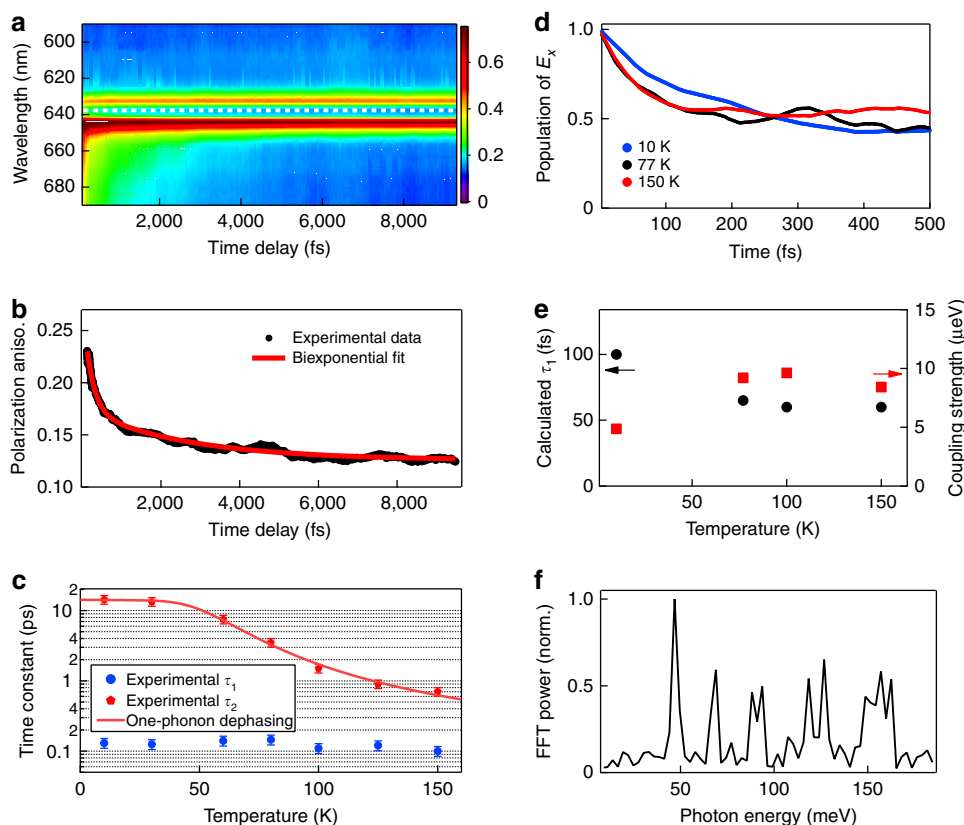 a
Wavelength (nm)
600
620
640
660
680
2,000
4,000
6,000
8,000
Time delay (fs)
0.6
0.4
0.2
0
b
Polarization aniso.
0.25
0.20
0.15
0.10
Experimental data
Biexponential fit
2,000
4,000
6,000
8,000
Time delay (fs)
c
Time constant (ps)
2
10
4
2
1
4
2
0.1
Experimental τ1
Experimental τ2
One-phonon dephasing
0
50
100
150
Temperature (K)
d
Population of Ex
1.0
0.5
0
10 K
77 K
150 K
100
200
300
400
500
Time (fs)
e
Calculated τ1 (fs)
100
50
0
15
10
5
0
Coupling strength (μeV)
50
100
150
Temperature (K)
f
FFT power (norm.)
1.0
0.5
0
50
100
150
Photon energy (meV)